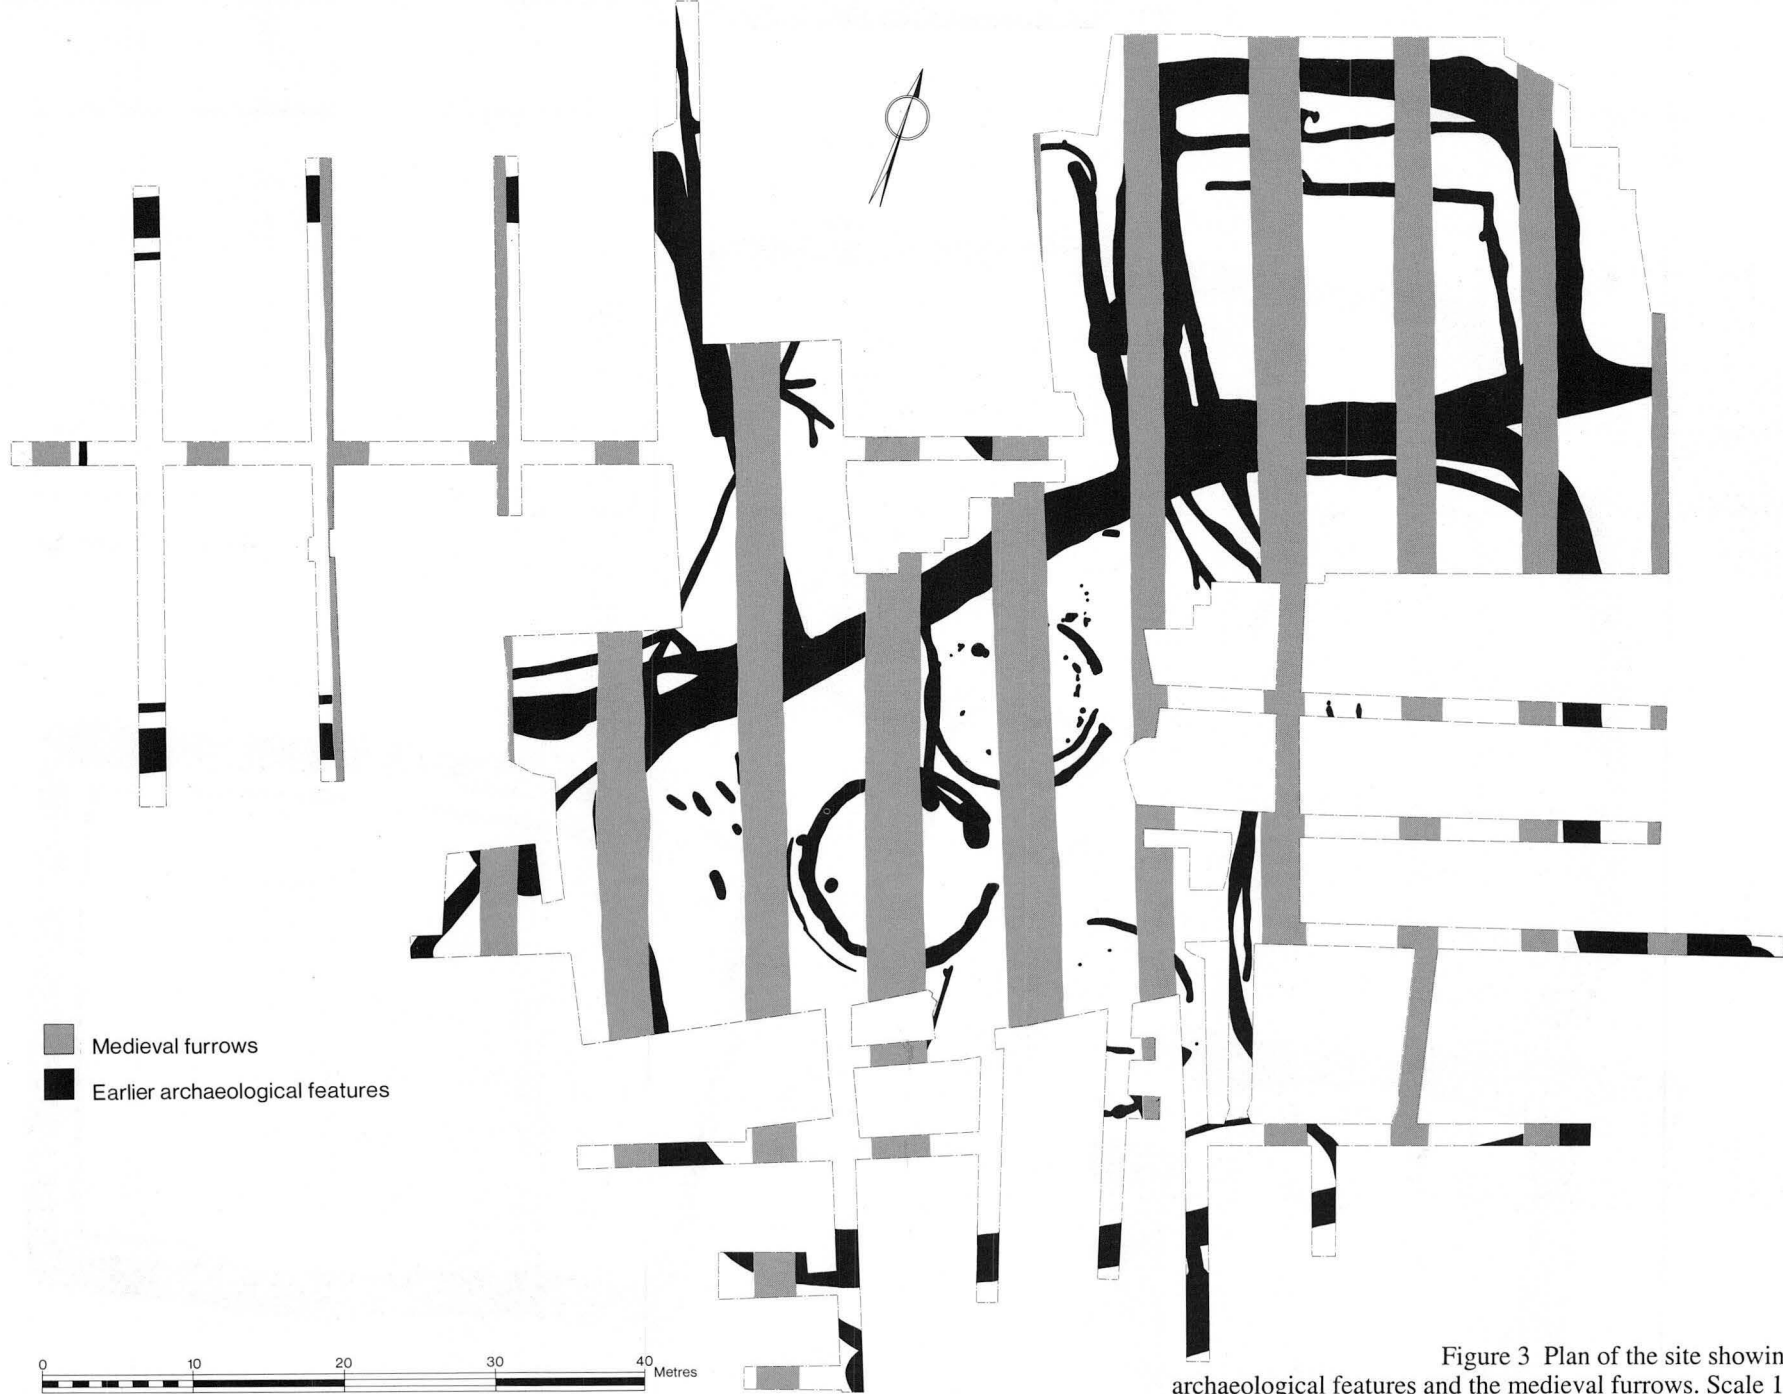 Medieval furrows
Earlier archaeological features
0 10 20 30 40 Metres
Figure 3 Plan of the site showin
archaeological features and the medieval furrows. Scale 1